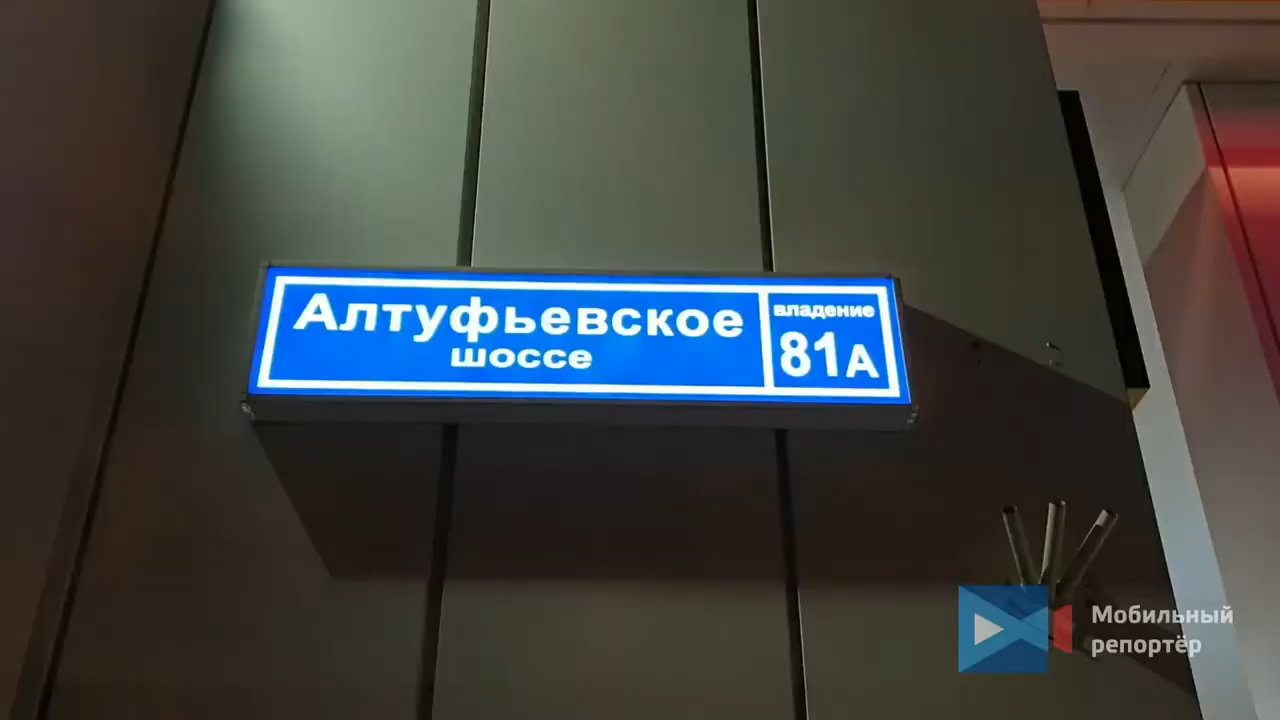 Алтуфьевское
шоссе
владение
81А
Мобильный
репортёр